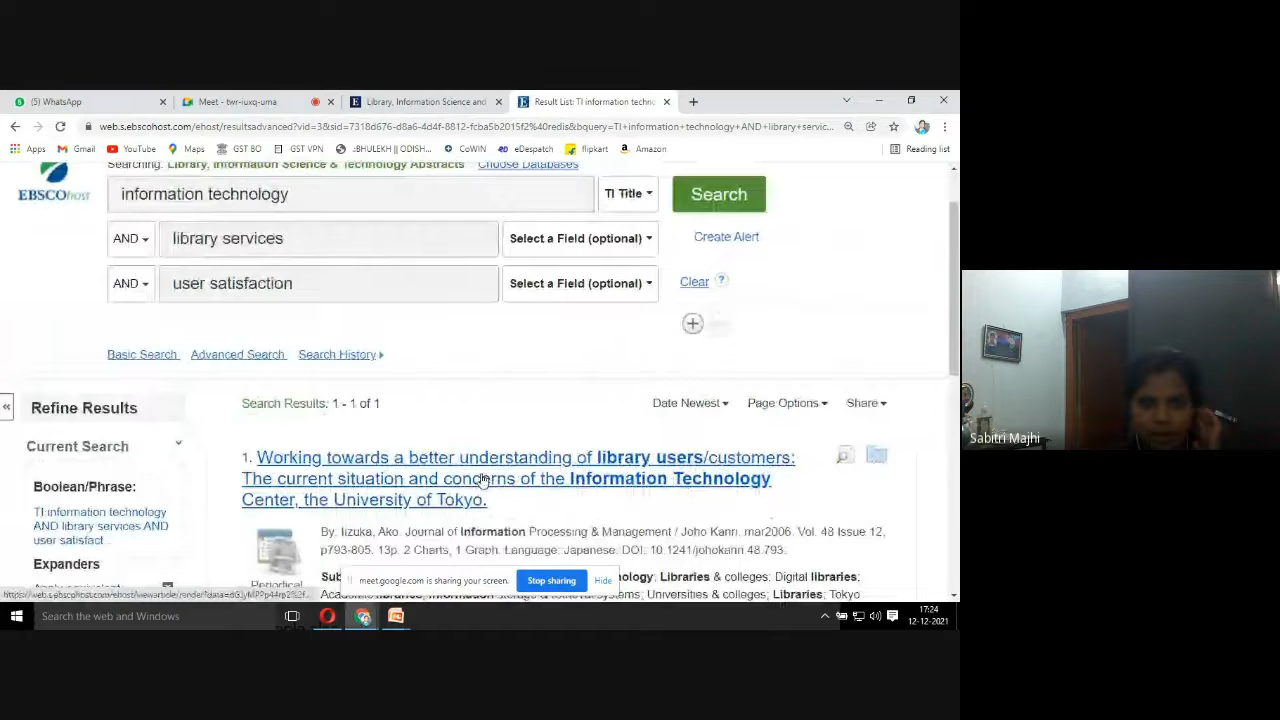 (5) WhatsApp
Meet - twr-iuxq-uma
Library, Information Science and
Result List: TI information techn
web.s.ebscohost.com/ehost/resultsadvanced?vid=3&sid=7318d676-d8a6-4d4f-8812-fcba5b2015f2%40redis&bquery=TI+information+technology+AND+library+servic...
Apps
Gmail
YouTube
Maps
GST BO
GST VPN
:BHULEKH || ODISH...
CoWIN
eDespatch
flipkart
Amazon
Reading list
Searching: Library, Information Science & Technology Abstracts Choose Databases
EBSCOhost
information technology
TI Title
Search
AND
library services
Select a Field (optional)
Create Alert
AND
user satisfaction
Select a Field (optional)
Clear ?
Basic Search Advanced Search Search History
Refine Results
Search Results: 1 - 1 of 1
Date Newest
Page Options
Share
Current Search
1. Working towards a better understanding of library users/customers:
The current situation and concerns of the Information Technology
Center, the University of Tokyo.
Boolean/Phrase:
TI information technology
AND library services AND
user satisfact...
By: Iizuka, Ako. Journal of Information Processing & Management / Joho Kanri. mar2006, Vol. 48 Issue 12,
p793-805. 13p. 2 Charts, 1 Graph. Language: Japanese. DOI: 10.1241/johokanri.48.793.
Expanders
Periodical
meet.google.com is sharing your screen.
Stop sharing
Hide
Libraries & colleges; Digital libraries;
Universities & colleges; Libraries; Tokyo
Search the web and Windows
17:24
12-12-2021
Sabitri Majhi